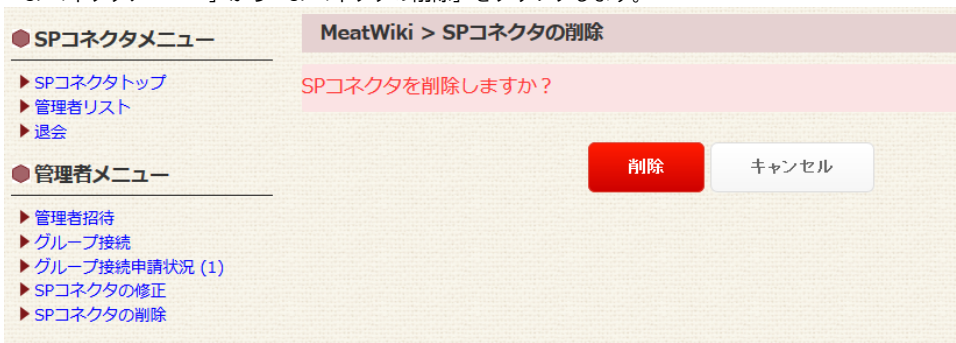 SPコネクタメニュー
SPコネクタトップ
管理者リスト
退会
管理者メニュー
管理者招待
グループ接続
グループ接続申請状況 (1)
SPコネクタの修正
SPコネクタの削除
MeatWiki > SPコネクタの削除
SPコネクタを削除しますか？
削除
キャンセル